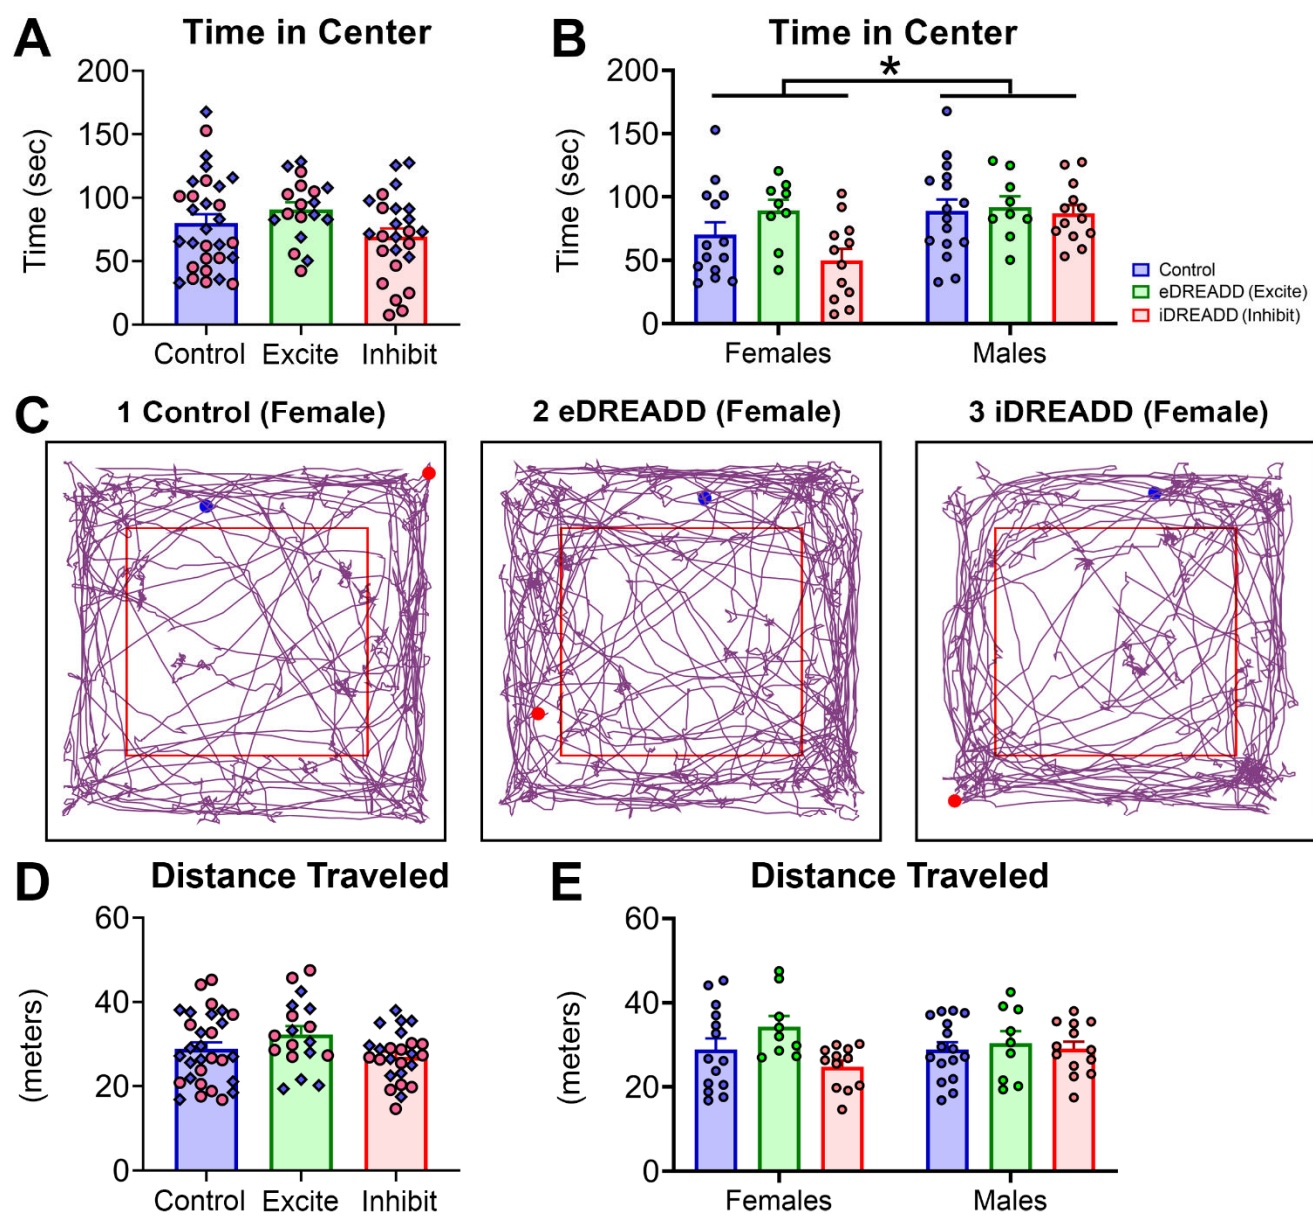 A
Time in Center
Time (sec)
200
150
100
50
0
Control
Excite
Inhibit
B
Time in Center
Time (sec)
200
150
100
50
0
*
Females
Males
Control
eDREADD (Excite)
iDREADD (Inhibit)
C
1 Control (Female)
2 eDREADD (Female)
3 iDREADD (Female)
D
Distance Traveled
(meters)
60
40
20
0
Control
Excite
Inhibit
E
Distance Traveled
(meters)
60
40
20
0
Females
Males